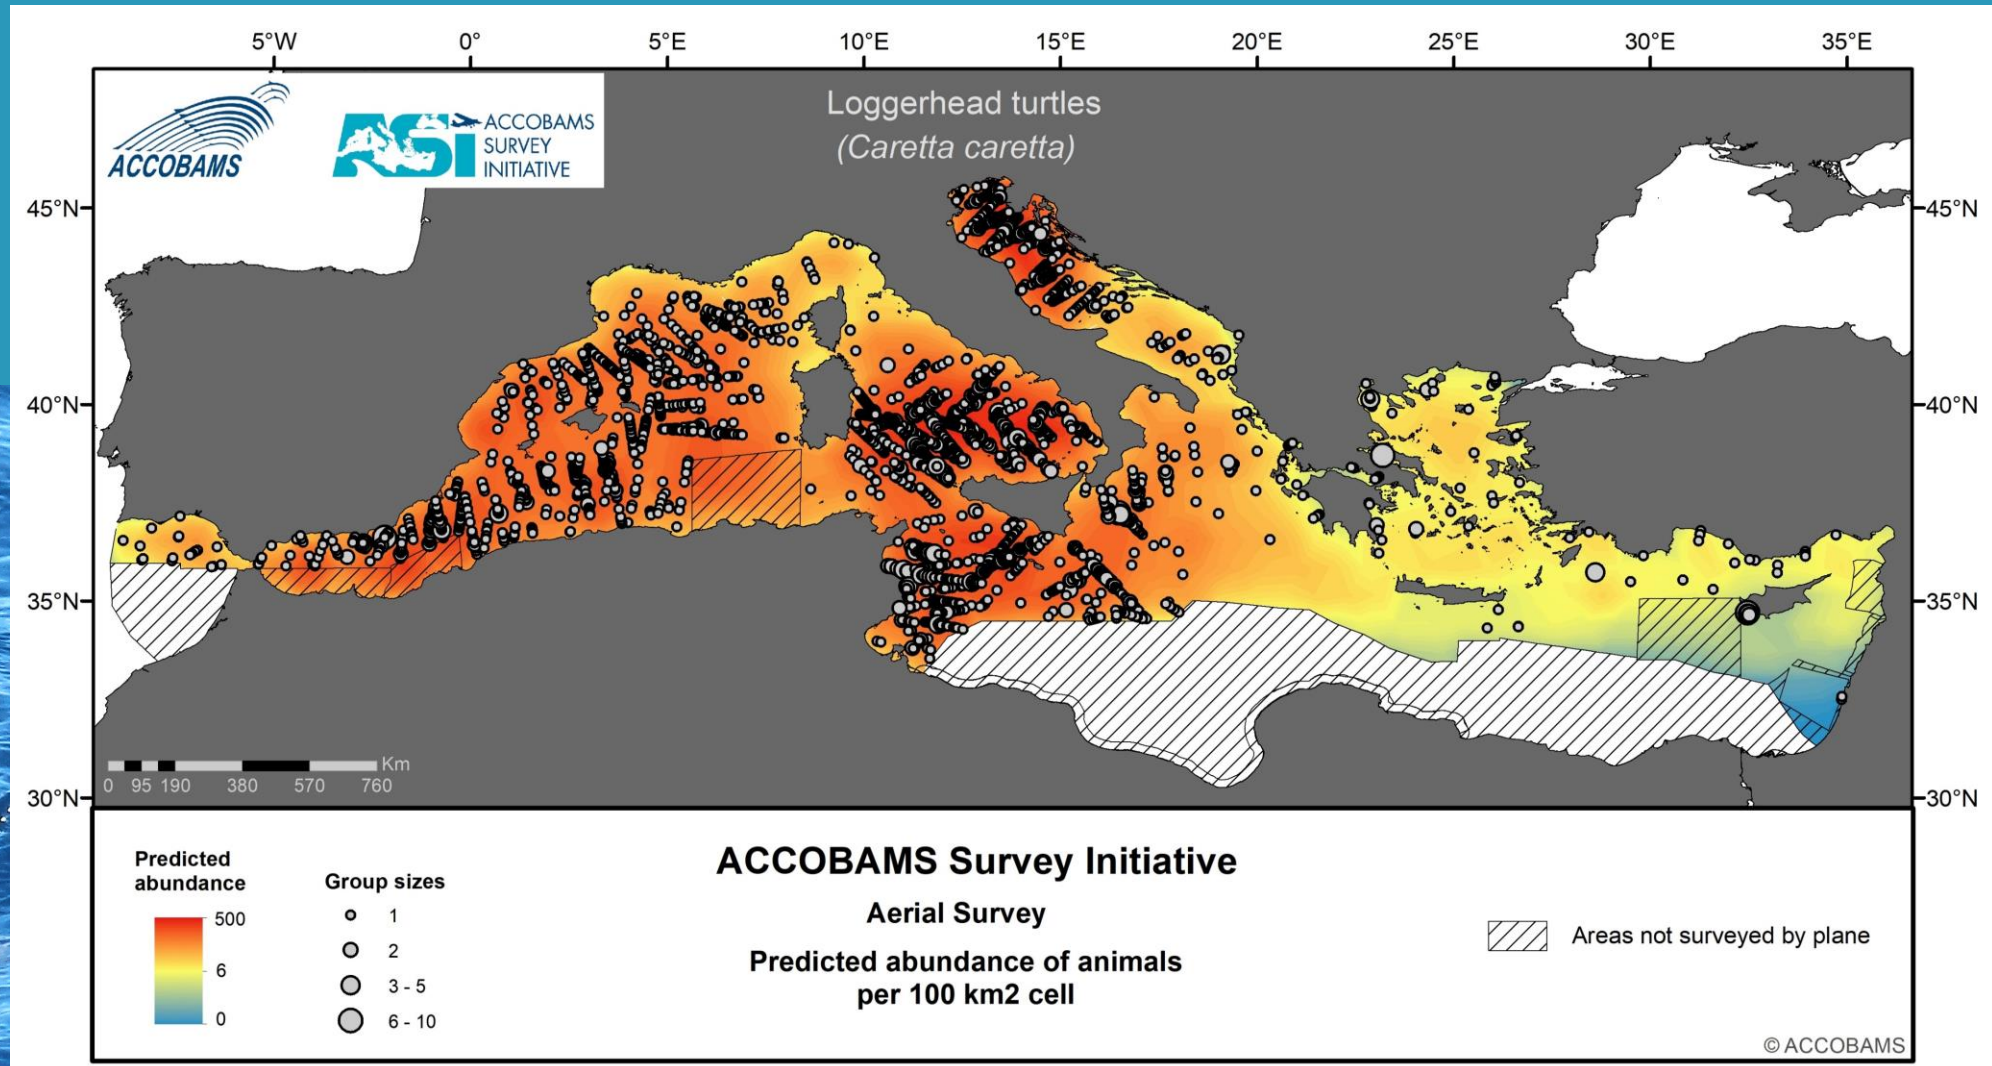 5°W 0° 5°E 10°E 15°E 20°E 25°E 30°E 35°E
ACCOBAMS
ASI
ACCOBAMS
SURVEY
INITIATIVE
Loggerhead turtles
(Caretta caretta)
45°N 45°N
40°N 40°N
35°N 35°N
30°N 30°N
Km
0 95 190 380 570 760
Predicted
abundance
500
6
0
Group sizes
1
2
3 - 5
6 - 10
ACCOBAMS Survey Initiative
Aerial Survey
Predicted abundance of animals
per 100 km2 cell
Areas not surveyed by plane
© ACCOBAMS